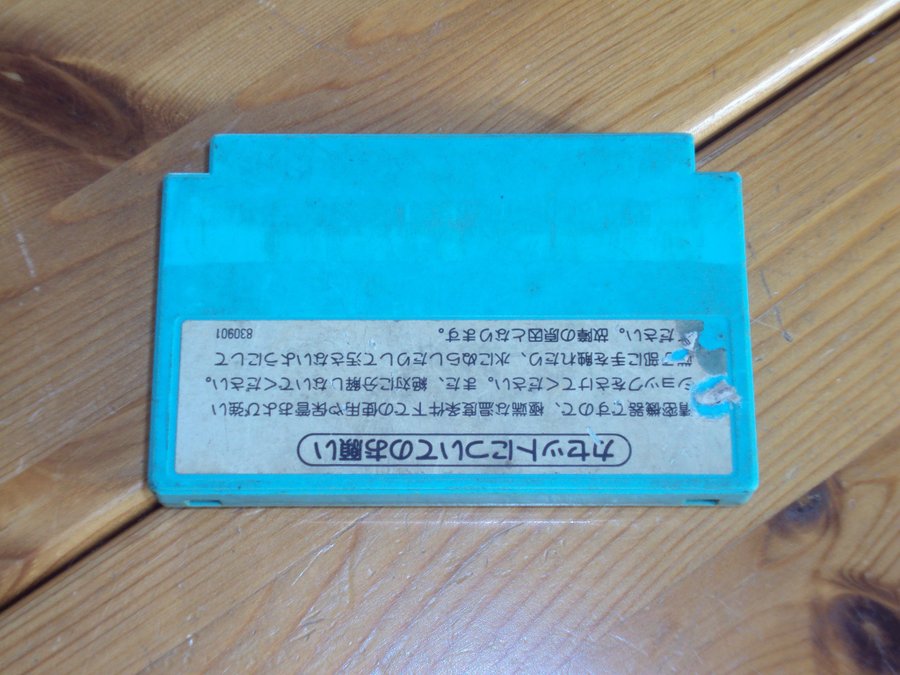 カセットについてのお願い
精密機器ですので、極端な温度条件下での使用や保管および強い
ショックをさけてください。また、絶対に分解しないでください。
子部に手を触れたり、水にぬらしたりして汚さないようにして
ださい。故障の原因となります。 830901